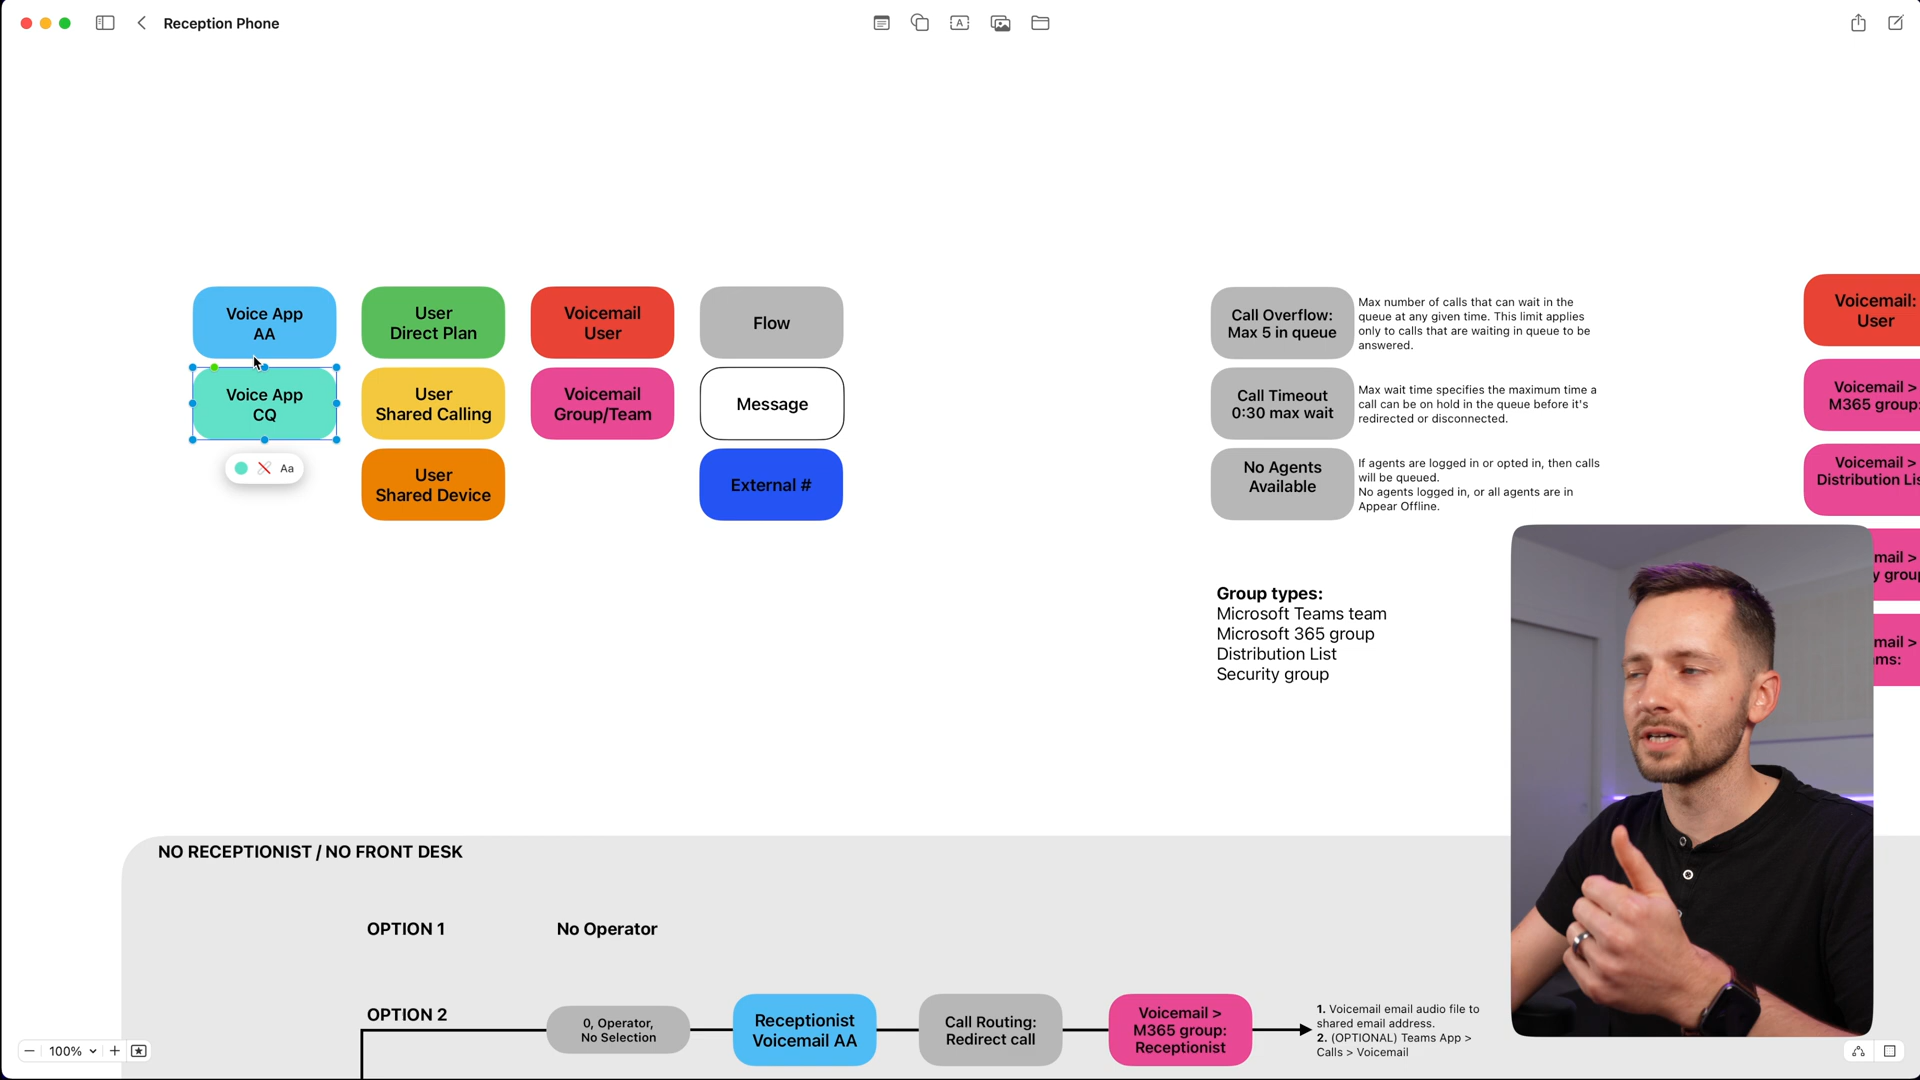 Reception Phone
A
Voice App
AA
User
Direct Plan
Voicemail
User
Flow
Voice App
CQ
User
Shared Calling
Voicemail
Group/Team
Message
Aa
User
Shared Device
External #
Call Overflow:
Max 5 in queue
Max number of calls that can wait in the
queue at any given time. This limit applies
only to calls that are waiting in queue to be
answered.
Call Timeout
0:30 max wait
Max wait time specifies the maximum time a
call can be on hold in the queue before it's
redirected or disconnected.
No Agents
Available
If agents are logged in or opted in, then calls
will be queued.
No agents logged in, or all agents are in
Appear Offline.
Voicemail:
User
Voicemail >
M365 group:
Voicemail >
Distribution Lis
mail >
y group
mail >
ms:
Group types:
Microsoft Teams team
Microsoft 365 group
Distribution List
Security group
NO RECEPTIONIST / NO FRONT DESK
OPTION 1
No Operator
OPTION 2
0, Operator,
No Selection
Receptionist
Voicemail AA
Call Routing:
Redirect call
Voicemail >
M365 group:
Receptionist
1. Voicemail email audio file to
shared email address.
2. (OPTIONAL) Teams App >
Calls > Voicemail
100%